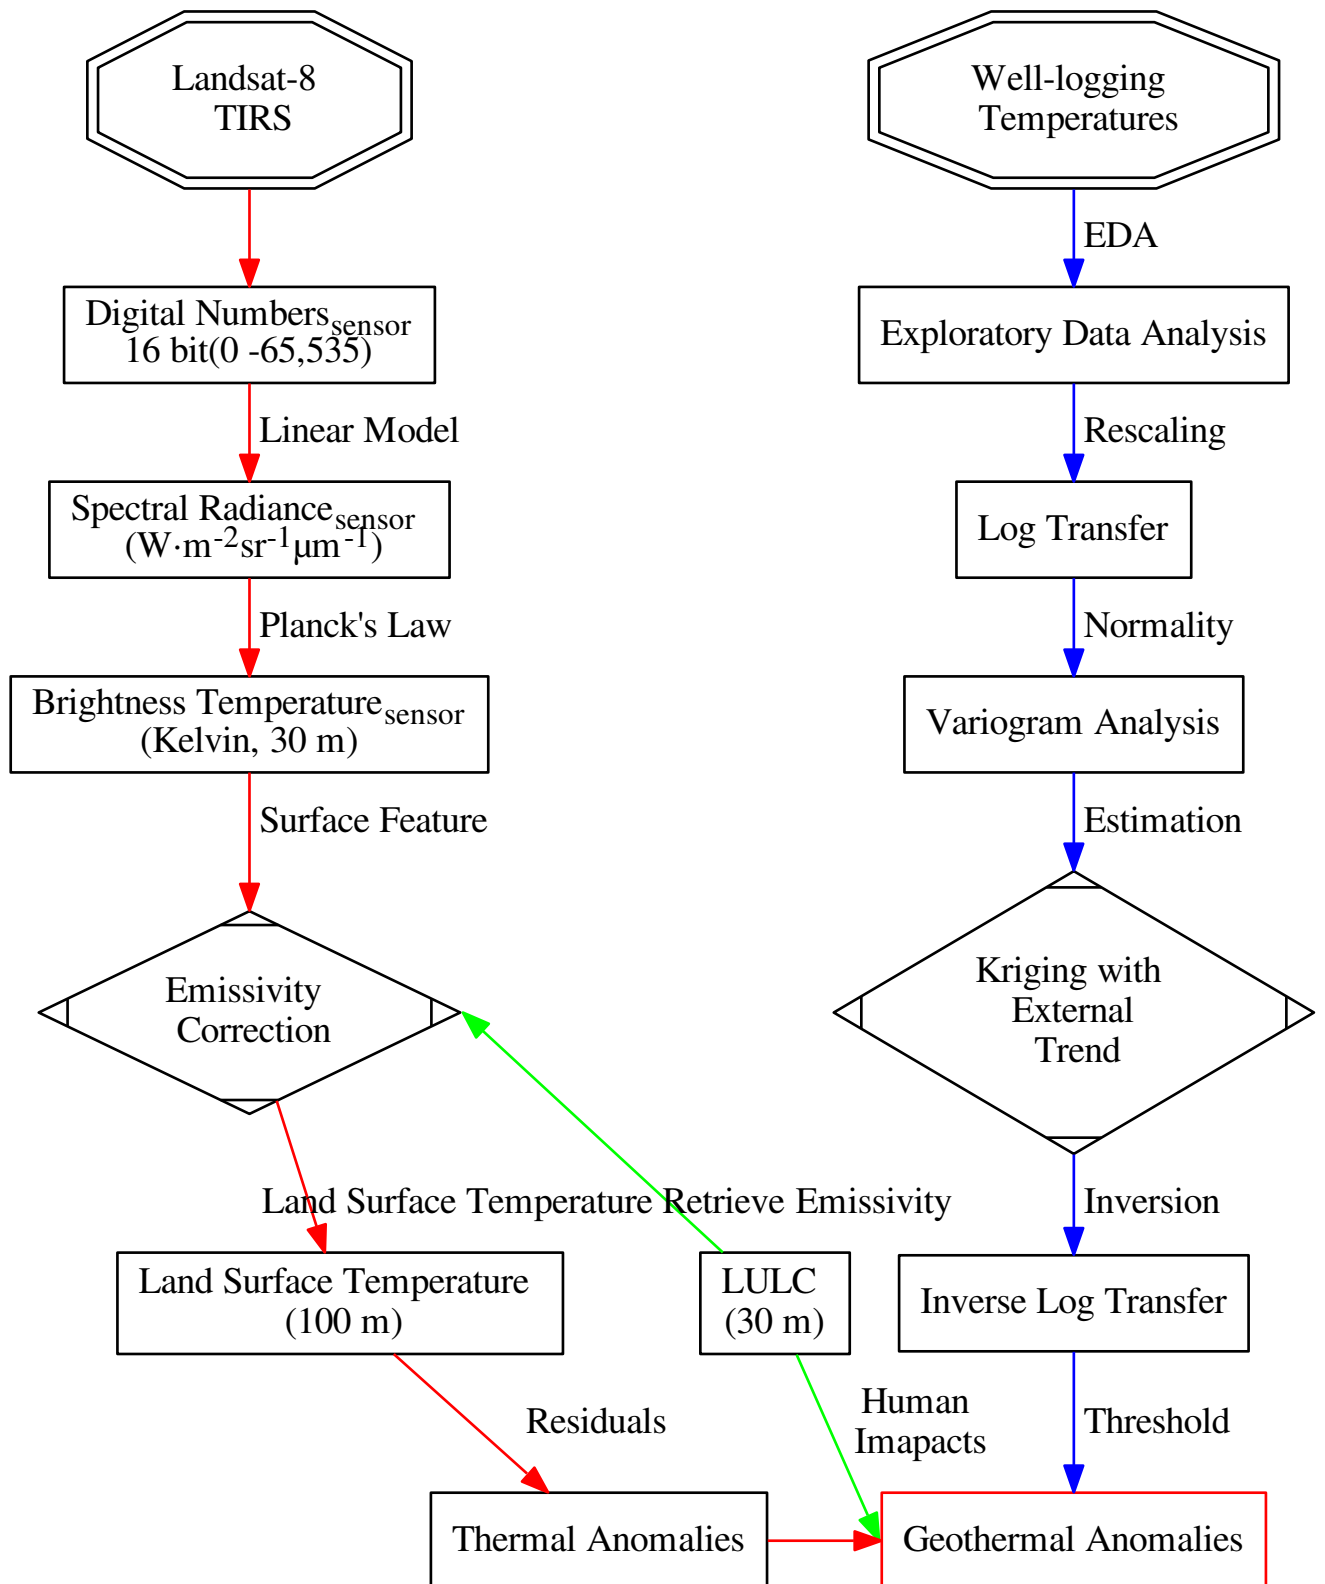 Landsat-8
TIRS
Well-logging
Temperatures
EDA
Digital Numbers sensor
16 bit(0 -65,535)
Exploratory Data Analysis
Linear Model
Rescaling
Spectral Radiance sensor
(W·m-2sr-1μm-1)
Log Transfer
Planck's Law
Normality
Brightness Temperature sensor
(Kelvin, 30 m)
Variogram Analysis
Surface Feature
Estimation
Emissivity
Correction
Kriging with
External
Trend
Land Surface Temperature
Retrieve Emissivity
Inversion
Land Surface Temperature
(100 m)
LULC
(30 m)
Inverse Log Transfer
Residuals
Human
Imapacts
Threshold
Thermal Anomalies
Geothermal Anomalies